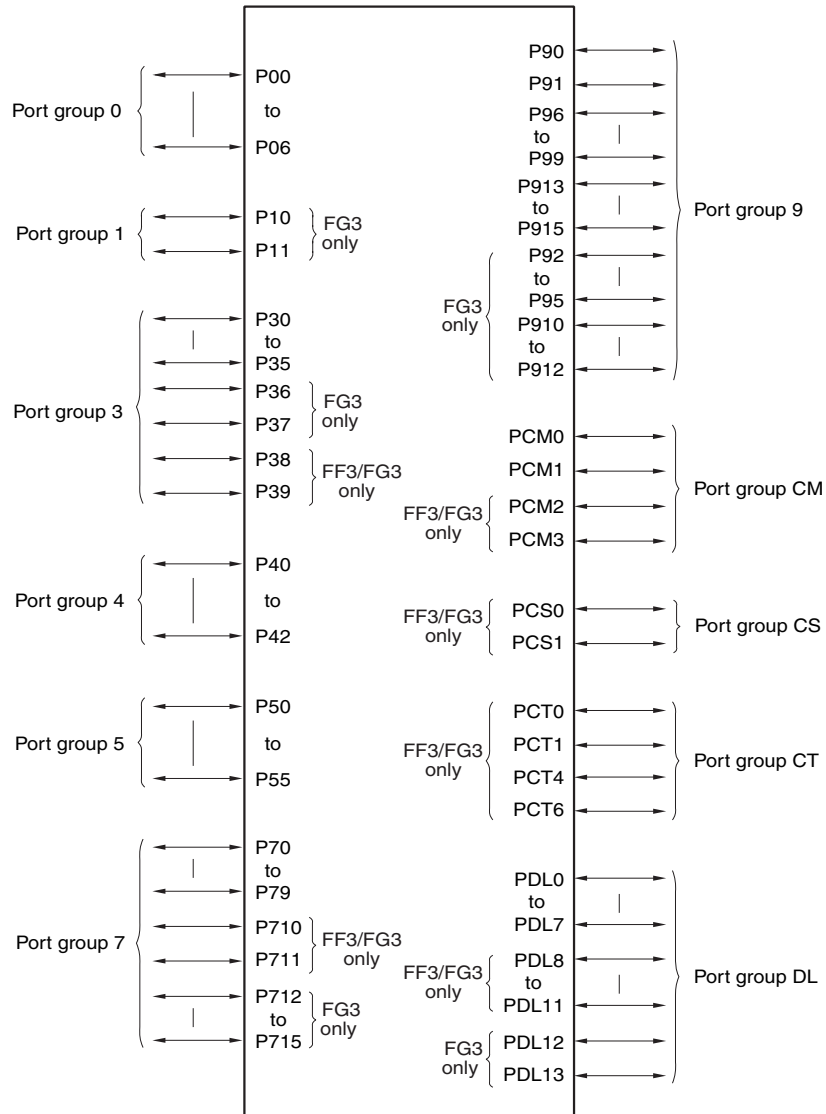 Port group 0
P00
to
P06
Port group 1
P10
P11
FG3
only
Port group 3
P30
to
P35
P36
P37
FG3
only
P38
P39
FF3/FG3
only
Port group 4
P40
to
P42
Port group 5
P50
to
P55
Port group 7
P70
to
P79
P710
P711
FF3/FG3
only
P712
to
P715
FG3
only
P90
P91
P96
to
P99
P913
to
P915
P92
to
P95
P910
to
P912
FG3
only
Port group 9
PCM0
PCM1
PCM2
PCM3
FF3/FG3
only
Port group CM
PCS0
PCS1
FF3/FG3
only
Port group CS
PCT0
PCT1
PCT4
PCT6
FF3/FG3
only
Port group CT
PDL0
to
PDL7
PDL8
to
PDL11
FF3/FG3
only
PDL12
PDL13
FG3
only
Port group DL